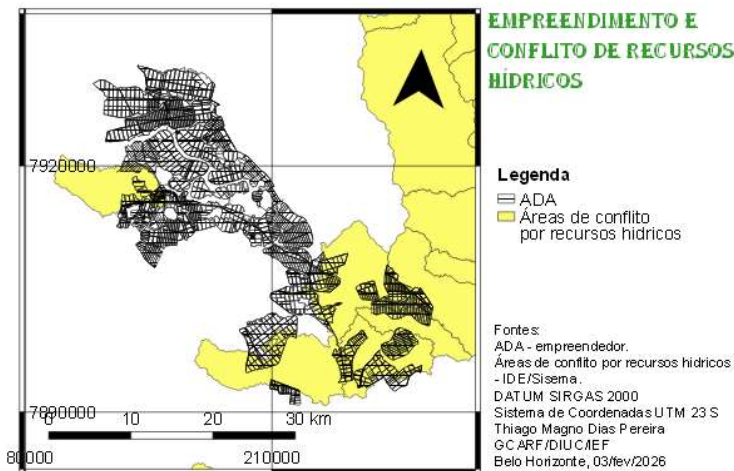 EMPREENDIMENTO E
CONFLITO DE RECURSOS
HÍDRICOS
7920000
Legenda
ADA
Áreas de conflito
por recursos hidricos
Fontes:
ADA - empreendedor.
Áreas de conflito por recursos hidricos
- IDE/Sisema.
DATUM SIRGAS 2000
Sistema de Coordenadas UTM 23 S
Thiago Magno Dias Pereira
GCARF/DIUC/IEF
Belo Horizonte, 03/fev/2026
7890000
0 10 20 30 km
80000 210000